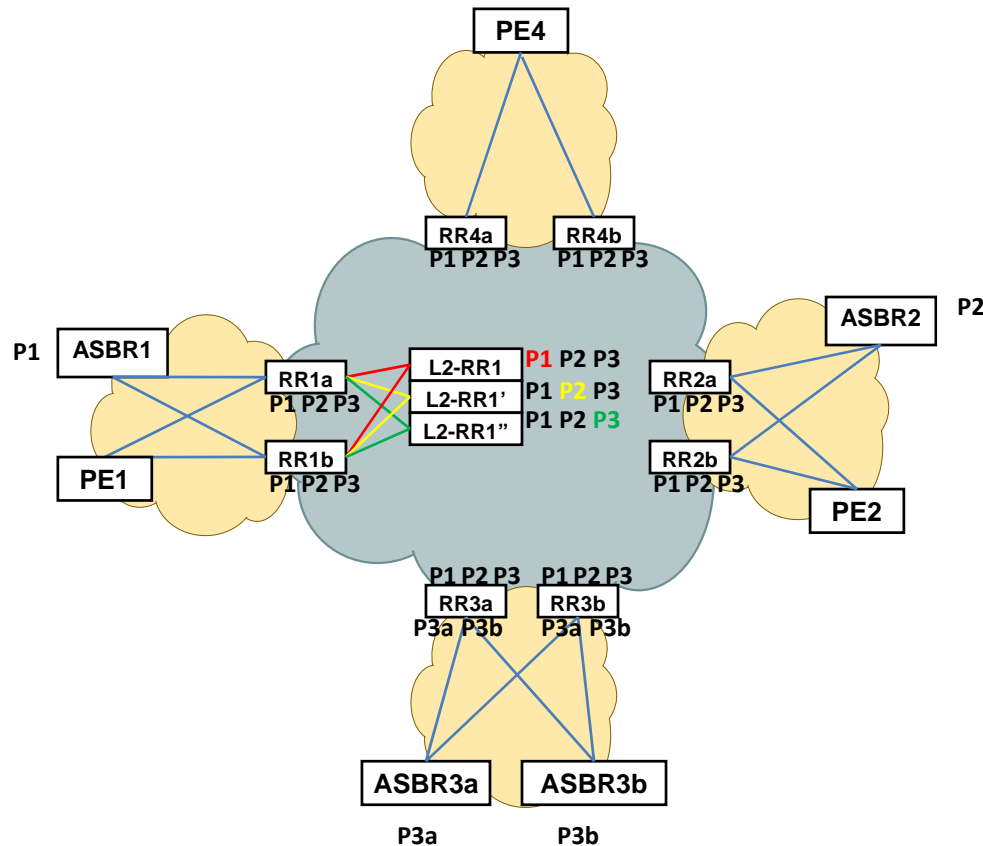 PE4
RR4a
RR4b
P1 P2 P3
P1 P2 P3
ASBR2
P2
P1
ASBR1
L2-RR1
P1 P2 P3
RR1a
P1 P2 P3
L2-RR1’
P1 P2 P3
L2-RR1”
P1 P2 P3
RR2a
P1 P2 P3
RR1b
P1 P2 P3
RR2b
P1 P2 P3
PE1
PE2
P1 P2 P3
P1 P2 P3
RR3a
RR3b
P3a P3b
P3a P3b
ASBR3a
ASBR3b
P3a
P3b